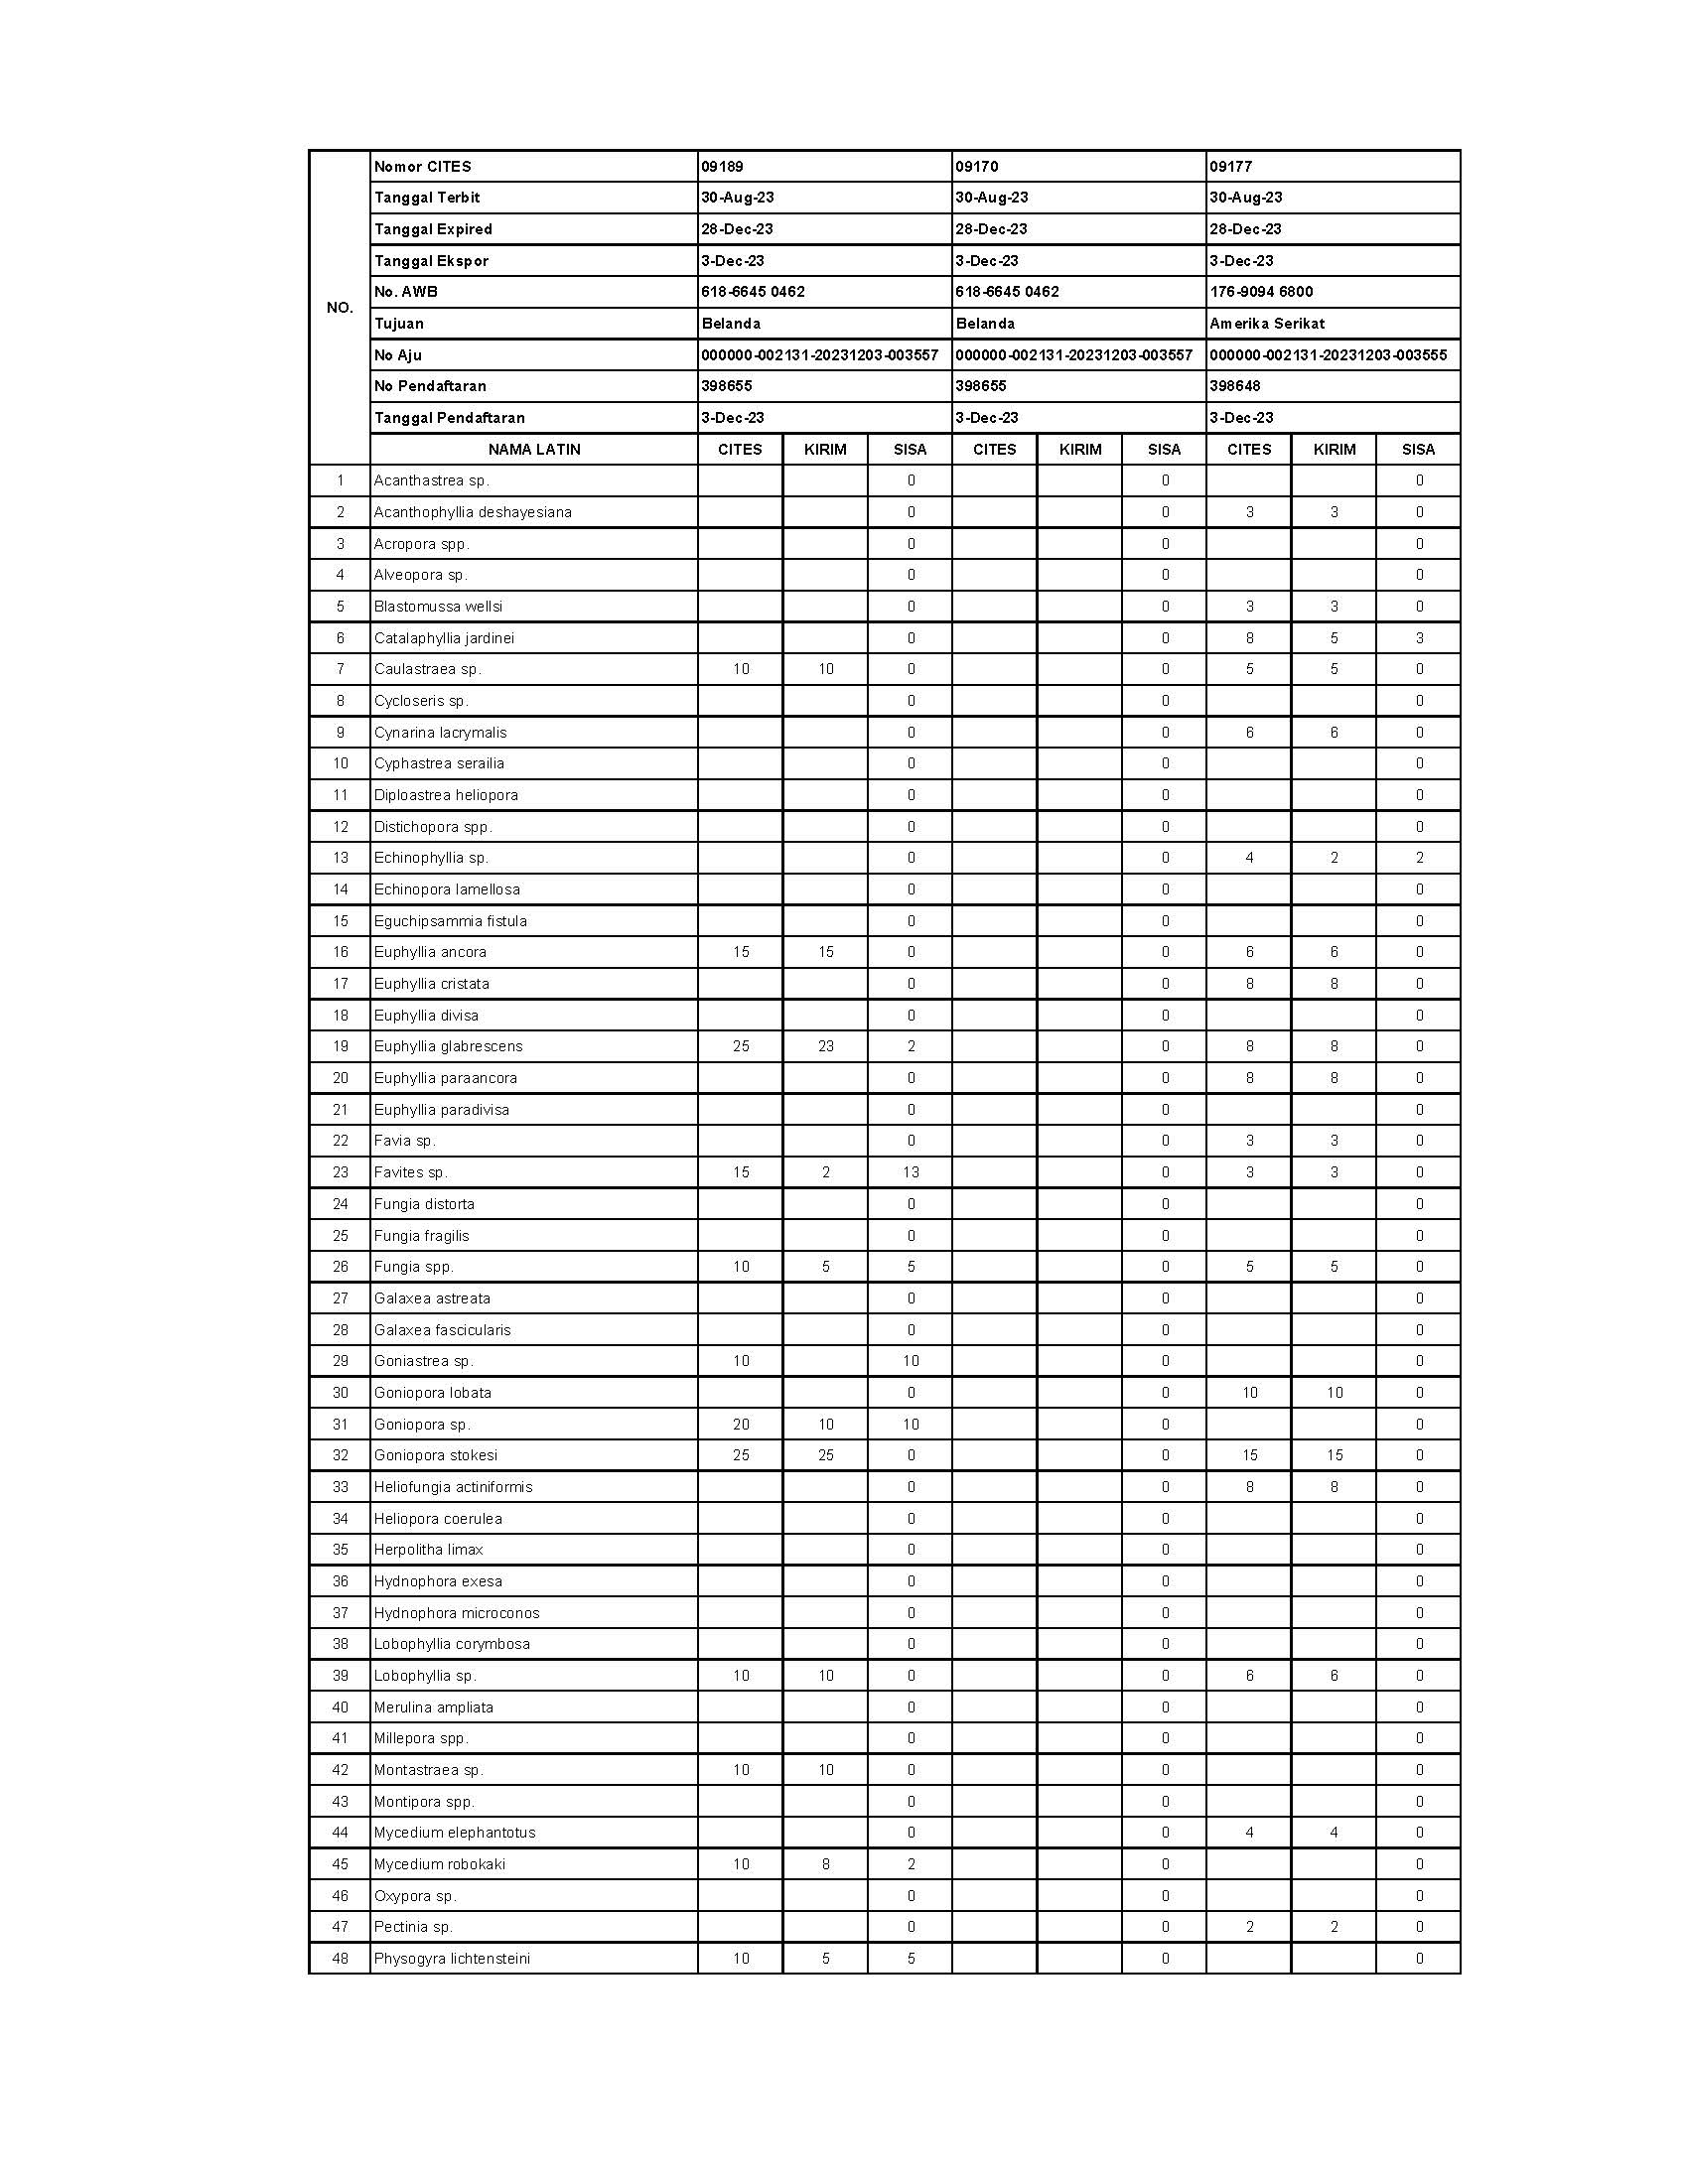 NO.
Nomor CITES 09189 09170 09177
Tanggal Terbit 30-Aug-23 30-Aug-23 30-Aug-23
Tanggal Expired 28-Dec-23 28-Dec-23 28-Dec-23
Tanggal Ekspor 3-Dec-23 3-Dec-23 3-Dec-23
No. AWB 618-6645 0462 618-6645 0462 176-9094 6800
Tujuan Belanda Belanda Amerika Serikat
No Aju 000000-002131-20231203-003557 000000-002131-20231203-003557 000000-002131-20231203-003555
No Pendaftaran 398655 398655 398648
Tanggal Pendaftaran 3-Dec-23 3-Dec-23 3-Dec-23
NAMA LATIN CITES KIRIM SISA CITES KIRIM SISA CITES KIRIM SISA
1 Acanthastrea sp. 0 0 0
2 Acanthophyllia deshayesiana 0 0 3 3 0
3 Acropora spp. 0 0 0
4 Alveopora sp. 0 0 0
5 Blastomussa wellsi 0 0 3 3 0
6 Catalaphyllia jardinei 0 0 8 5 3
7 Caulastraea sp. 10 10 0 0 5 5 0
8 Cycloseris sp. 0 0 0
9 Cynarina lacrymalis 0 0 6 6 0
10 Cyphastrea serailia 0 0 0
11 Diploastrea heliopora 0 0 0
12 Distichopora spp. 0 0 0
13 Echinophyllia sp. 0 0 4 2 2
14 Echinopora lamellosa 0 0 0
15 Eguchipsammia fistula 0 0 0
16 Euphyllia ancora 15 15 0 0 6 6 0
17 Euphyllia cristata 0 0 8 8 0
18 Euphyllia divisa 0 0 0
19 Euphyllia glabrescens 25 23 2 0 8 8 0
20 Euphyllia paraancora 0 0 8 8 0
21 Euphyllia paradivisa 0 0 0
22 Favia sp. 0 0 3 3 0
23 Favites sp. 15 2 13 0 3 3 0
24 Fungia distorta 0 0 0
25 Fungia fragilis 0 0 0
26 Fungia spp. 10 5 5 0 5 5 0
27 Galaxea astreata 0 0 0
28 Galaxea fascicularis 0 0 0
29 Goniastrea sp. 10 10 0 0
30 Goniopora lobata 0 0 10 10 0
31 Goniopora sp. 20 10 10 0 0
32 Goniopora stokesi 25 25 0 0 15 15 0
33 Heliofungia actiniformis 0 0 8 8 0
34 Heliopora coerulea 0 0 0
35 Herpolitha limax 0 0 0
36 Hydnophora exesa 0 0 0
37 Hydnophora microconos 0 0 0
38 Lobophyllia corymbosa 0 0 0
39 Lobophyllia sp. 10 10 0 0 6 6 0
40 Merulina ampliata 0 0 0
41 Millepora spp. 0 0 0
42 Montastraea sp. 10 10 0 0 0
43 Montipora spp. 0 0 0
44 Mycedium elephantotus 0 0 4 4 0
45 Mycedium robokaki 10 8 2 0 0
46 Oxypora sp. 0 0 0
47 Pectinia sp. 0 0 2 2 0
48 Physogyra lichtensteini 10 5 5 0 0